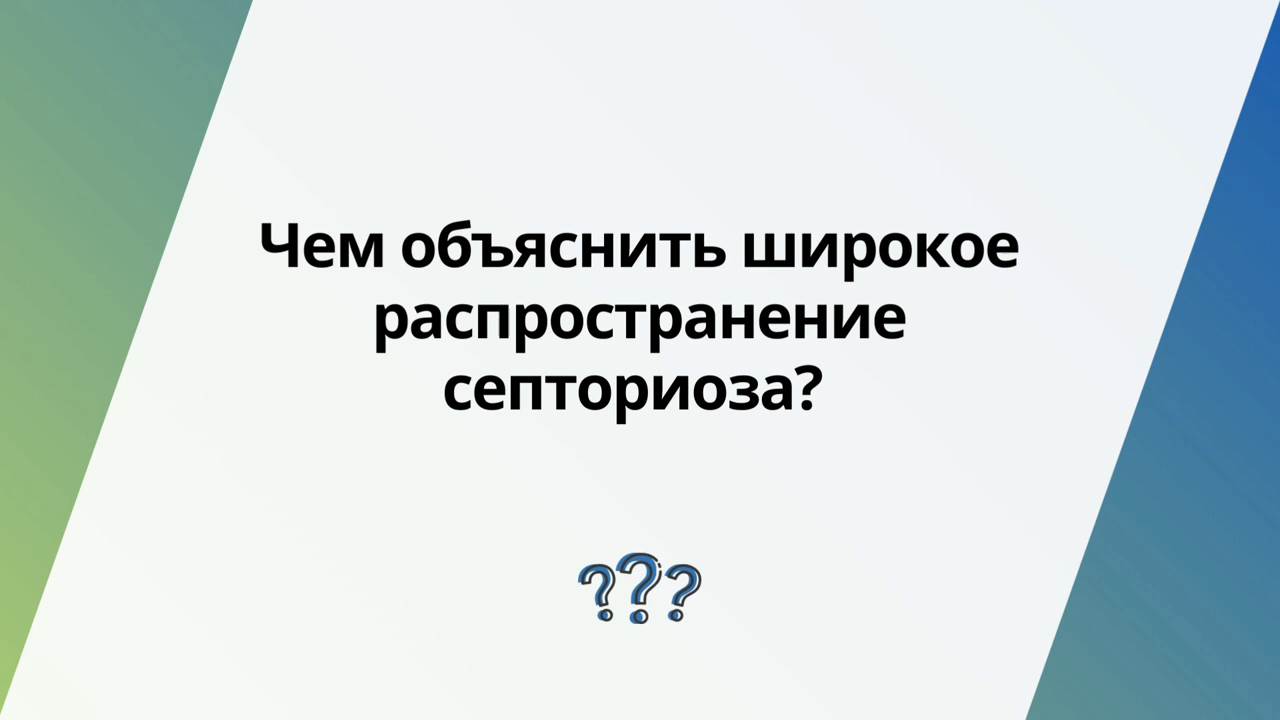 Чем объяснить широкое
распространение
септориоза?
???